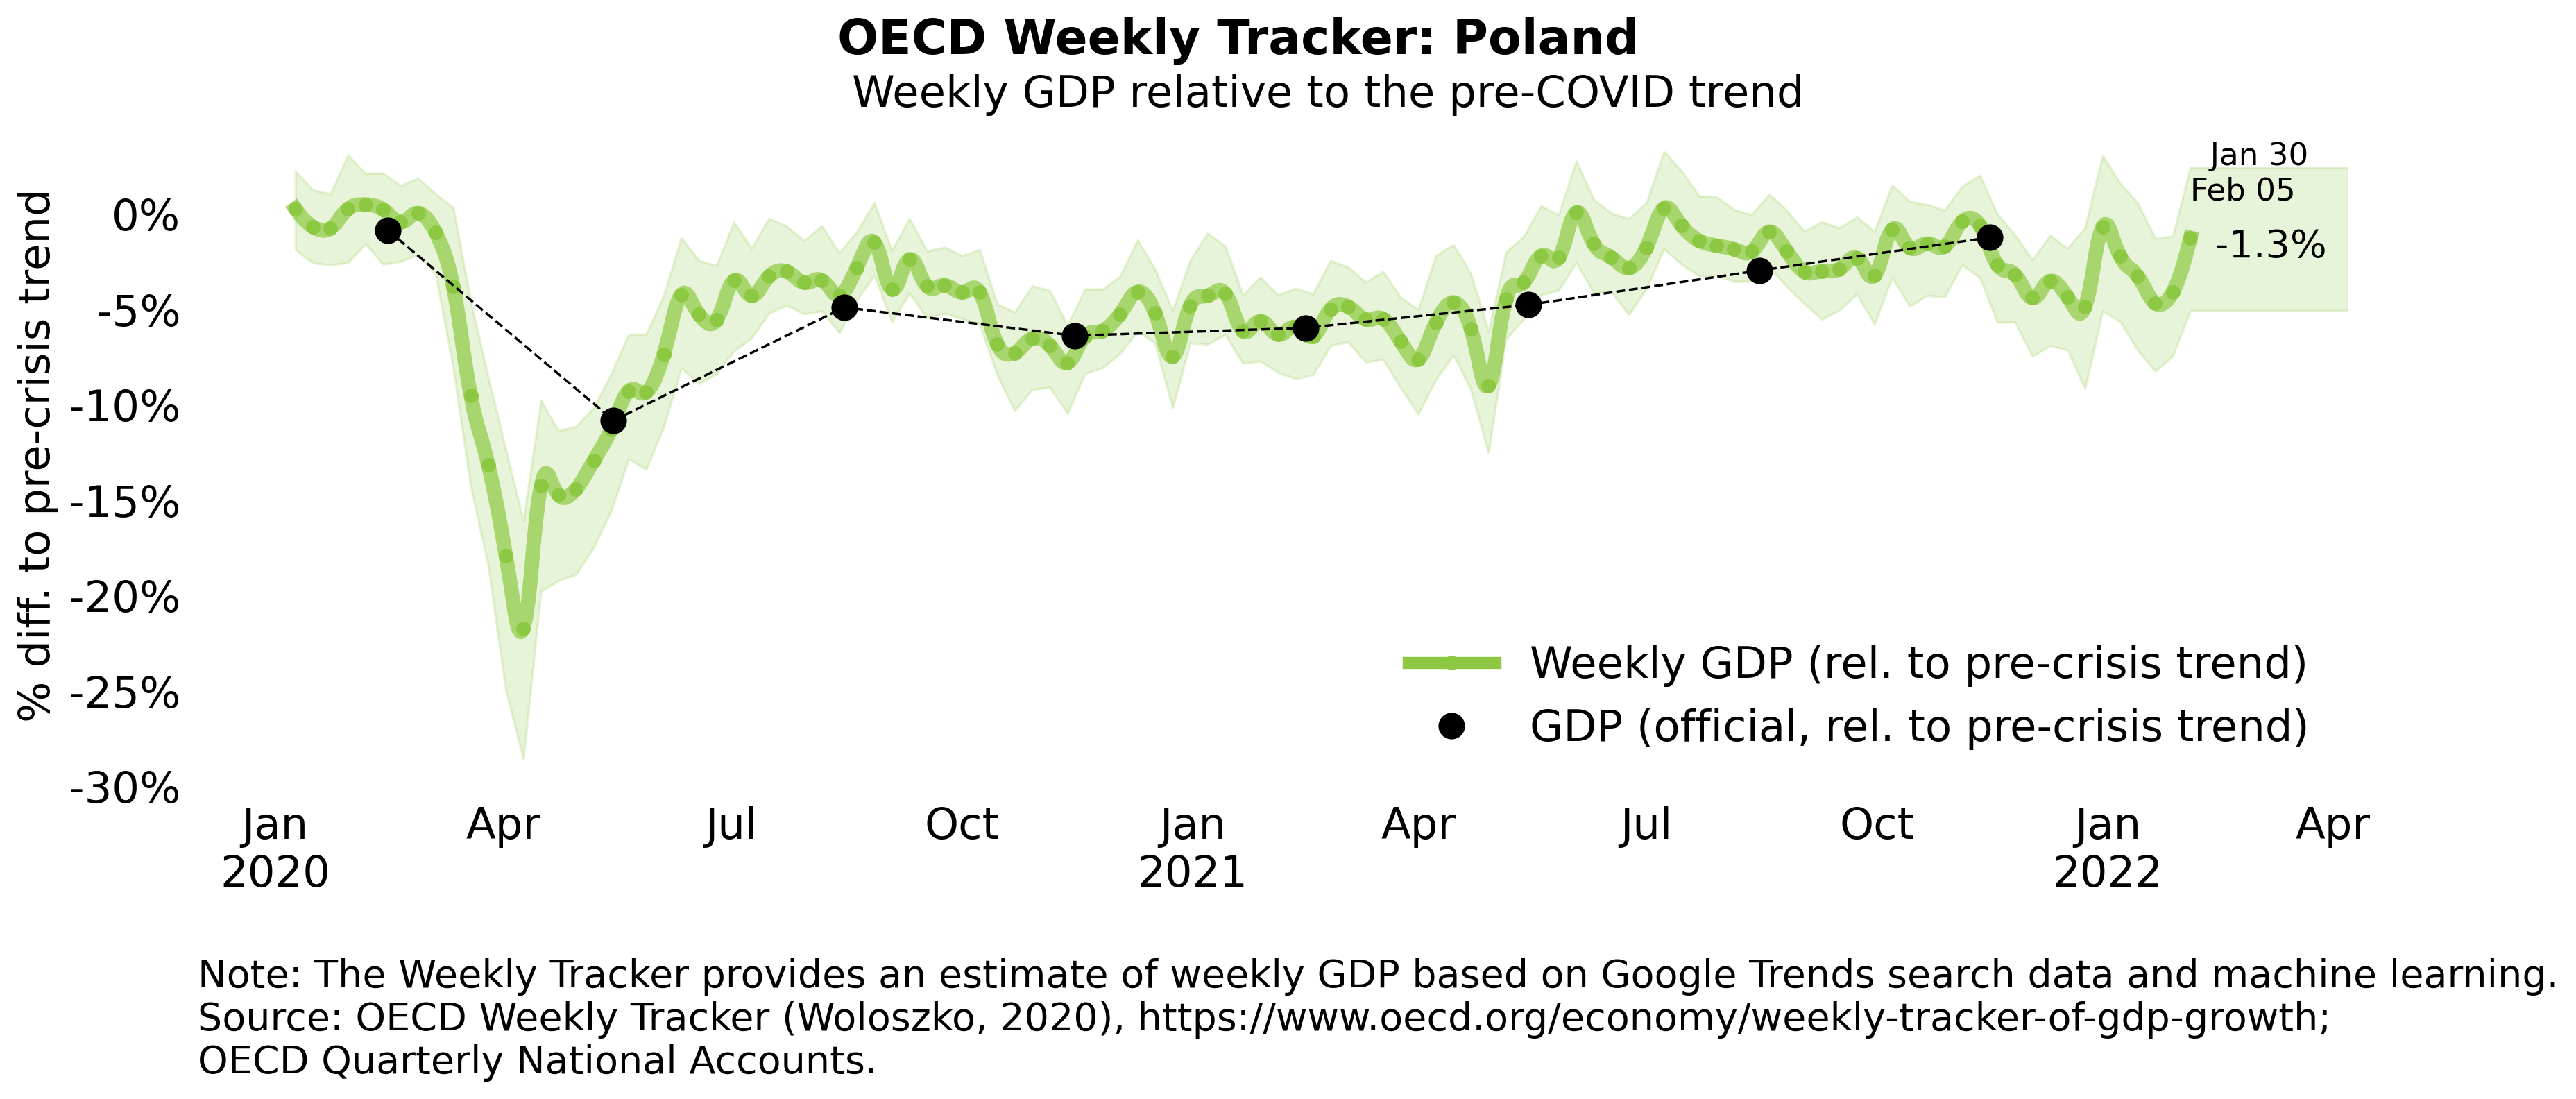 OECD Weekly Tracker: Poland
Weekly GDP relative to the pre-COVID trend
% diff. to pre-crisis trend
0%
-5%
-10%
-15%
-20%
-25%
-30%
Jan 30
Feb 05
-1.3%
Weekly GDP (rel. to pre-crisis trend)
GDP (official, rel. to pre-crisis trend)
Jan Apr Jul Oct Jan Apr Jul Oct Jan Apr
2020 2021 2022
Note: The Weekly Tracker provides an estimate of weekly GDP based on Google Trends search data and machine learning.
Source: OECD Weekly Tracker (Woloszko, 2020), https://www.oecd.org/economy/weekly-tracker-of-gdp-growth;
OECD Quarterly National Accounts.